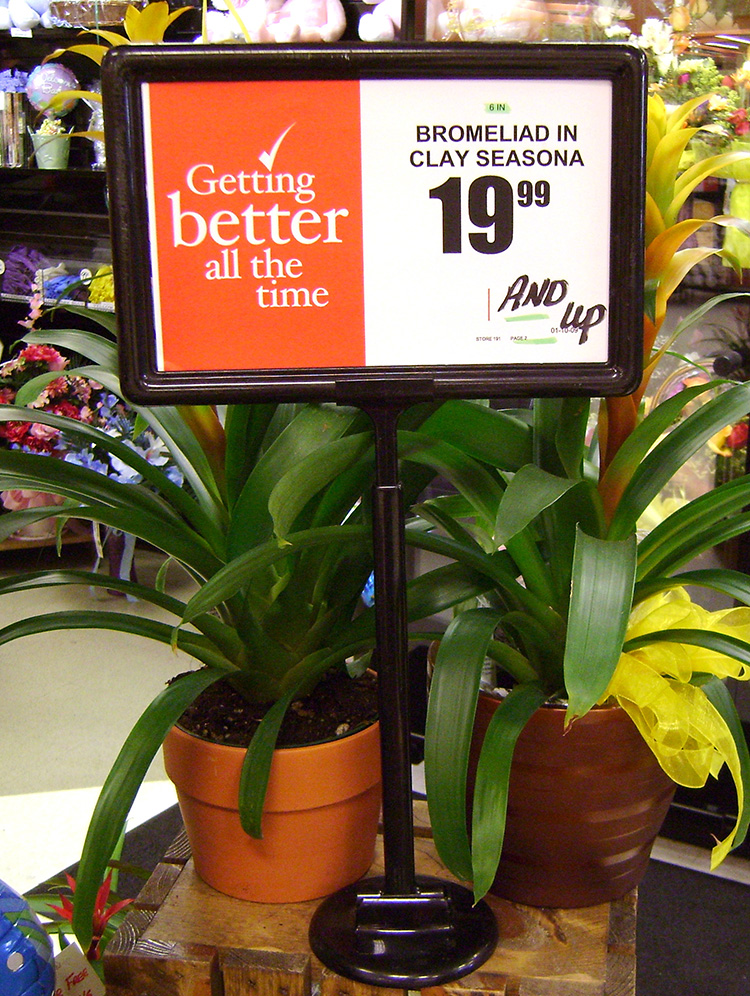 Getting
better
all the
time
6 IN
BROMELIAD IN
CLAY SEASONA
19.99
AND
UP
01-10-09
STORE 191 PAGE 2
FREE